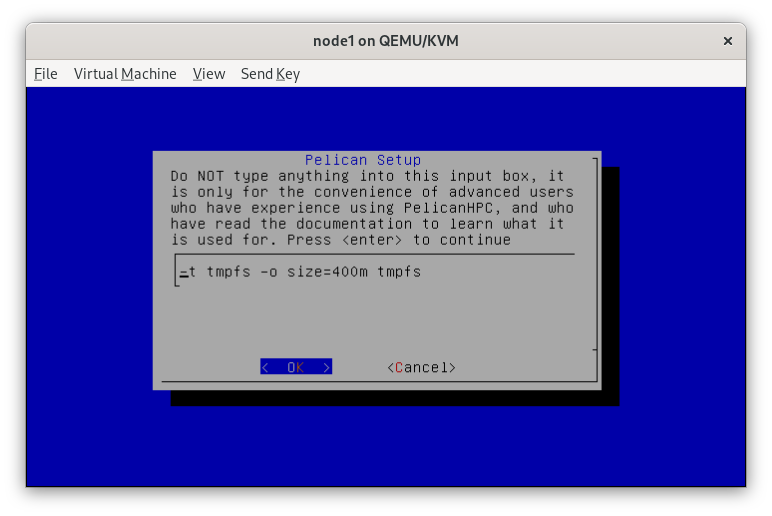 node1 on QEMU/KVM
×
File Virtual Machine View Send Key
Pelican Setup
Do NOT type anything into this input box, it
is only for the convenience of advanced users
who have experience using PelicanHPC, and who
have read the documentation to learn what it
is used for. Press <enter> to continue
-t tmpfs -o size=400m tmpfs
< OK > <Cancel>